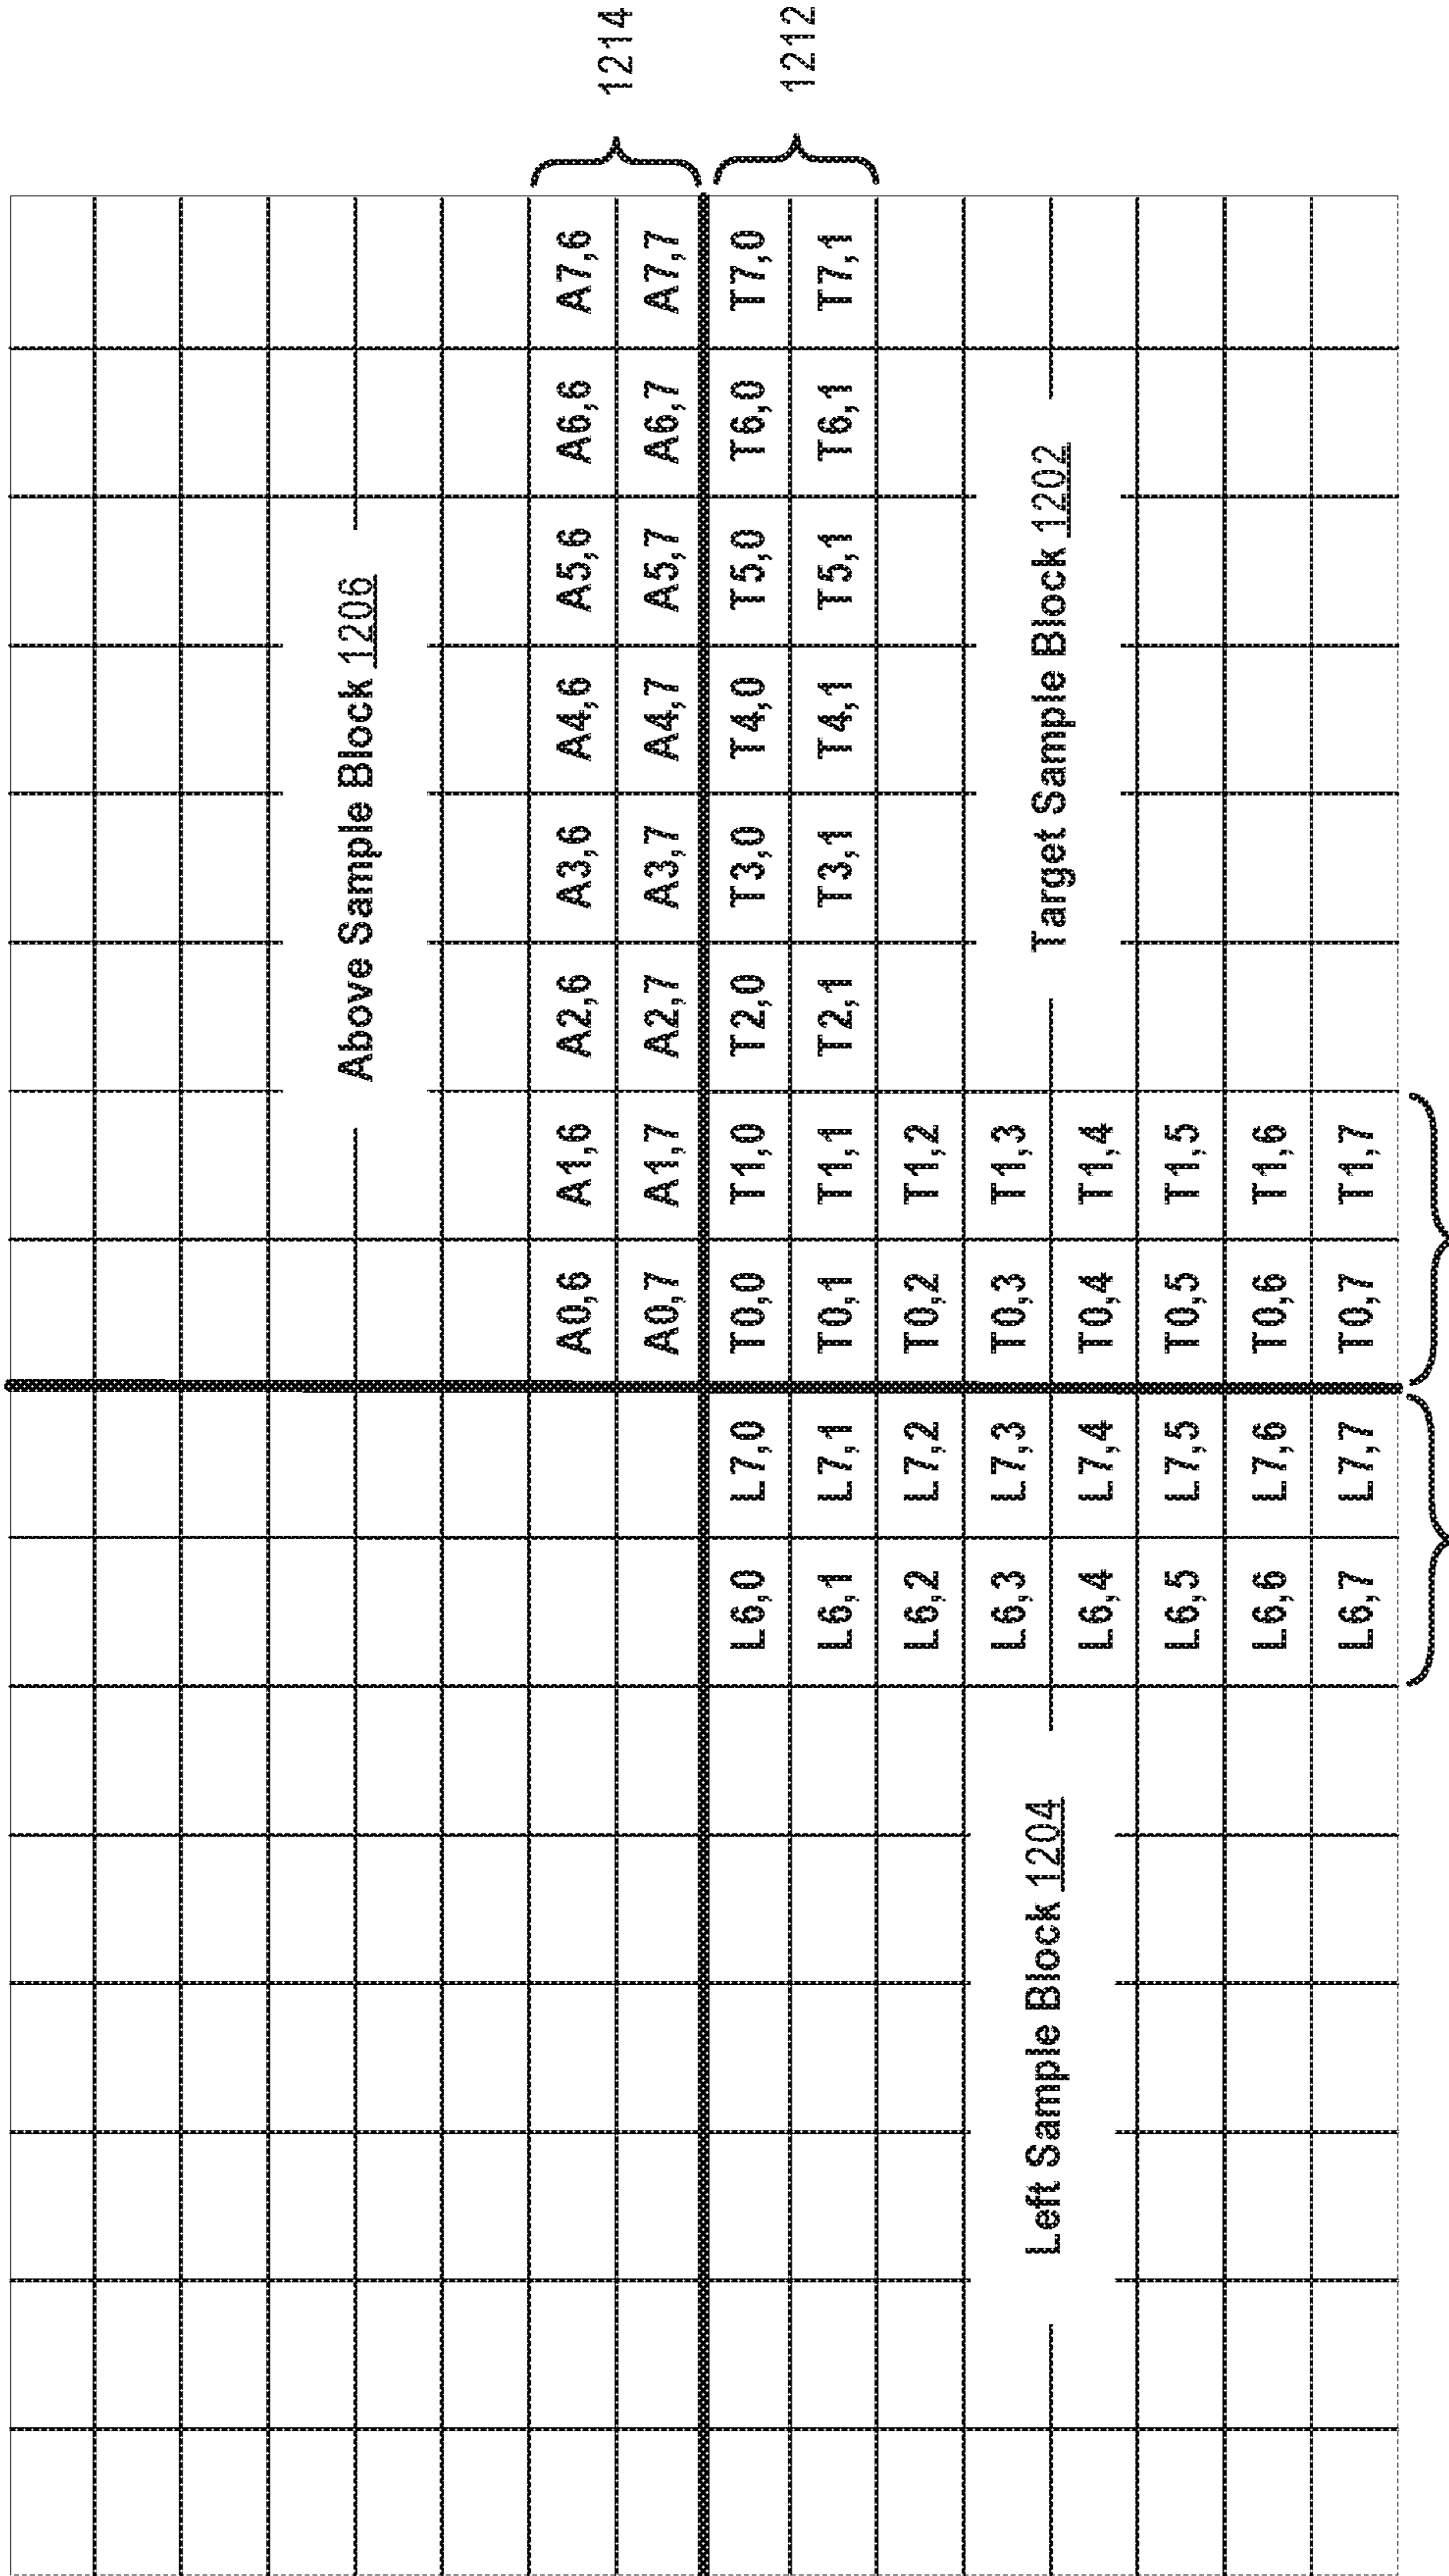 Above Sample Block 1206
A0,6 A1,6 A2,6 A3,6 A4,6 A5,6 A6,6 A7,6
1214
A0,7 A1,7 A2,7 A3,7 A4,7 A5,7 A6,7 A7,7
L6,0 L7,0 T0,0 T1,0 T2,0 T3,0 T4,0 T5,0 T6,0 T7,0
1212
L6,1 L7,1 T0,1 T1,1 T2,1 T3,1 T4,1 T5,1 T6,1 T7,1
L6,2 L7,2 T0,2 T1,2
L6,3 L7,3 T0,3 T1,3
Left Sample Block 1204
Target Sample Block 1202
L6,4 L7,4 T0,4 T1,4
L6,5 L7,5 T0,5 T1,5
L6,6 L7,6 T0,6 T1,6
L6,7 L7,7 T0,7 T1,7